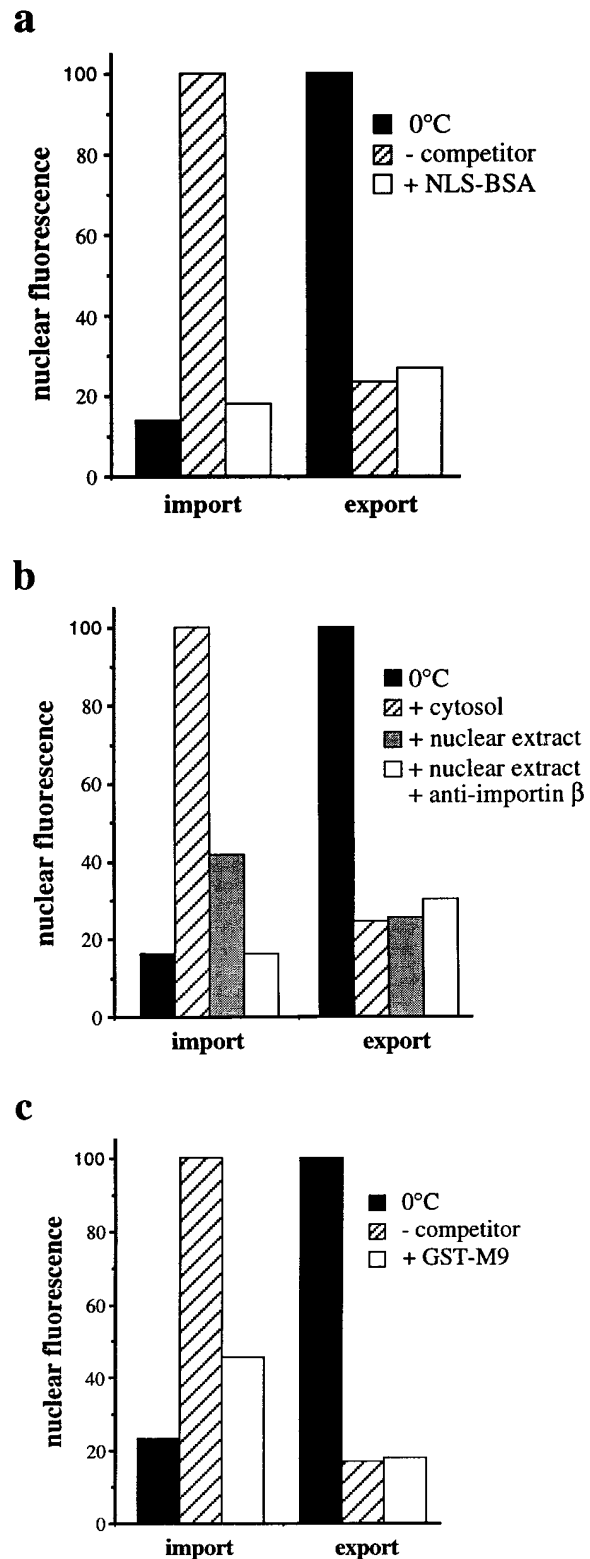 a
nuclear fluorescence
100
80
60
40
20
0
0°C
- competitor
+ NLS-BSA
import
export
b
nuclear fluorescence
100
80
60
40
20
0
0°C
+ cytosol
+ nuclear extract
+ nuclear extract
+ anti-importin β
import
export
c
nuclear fluorescence
100
80
60
40
20
0
0°C
- competitor
+ GST-M9
import
export